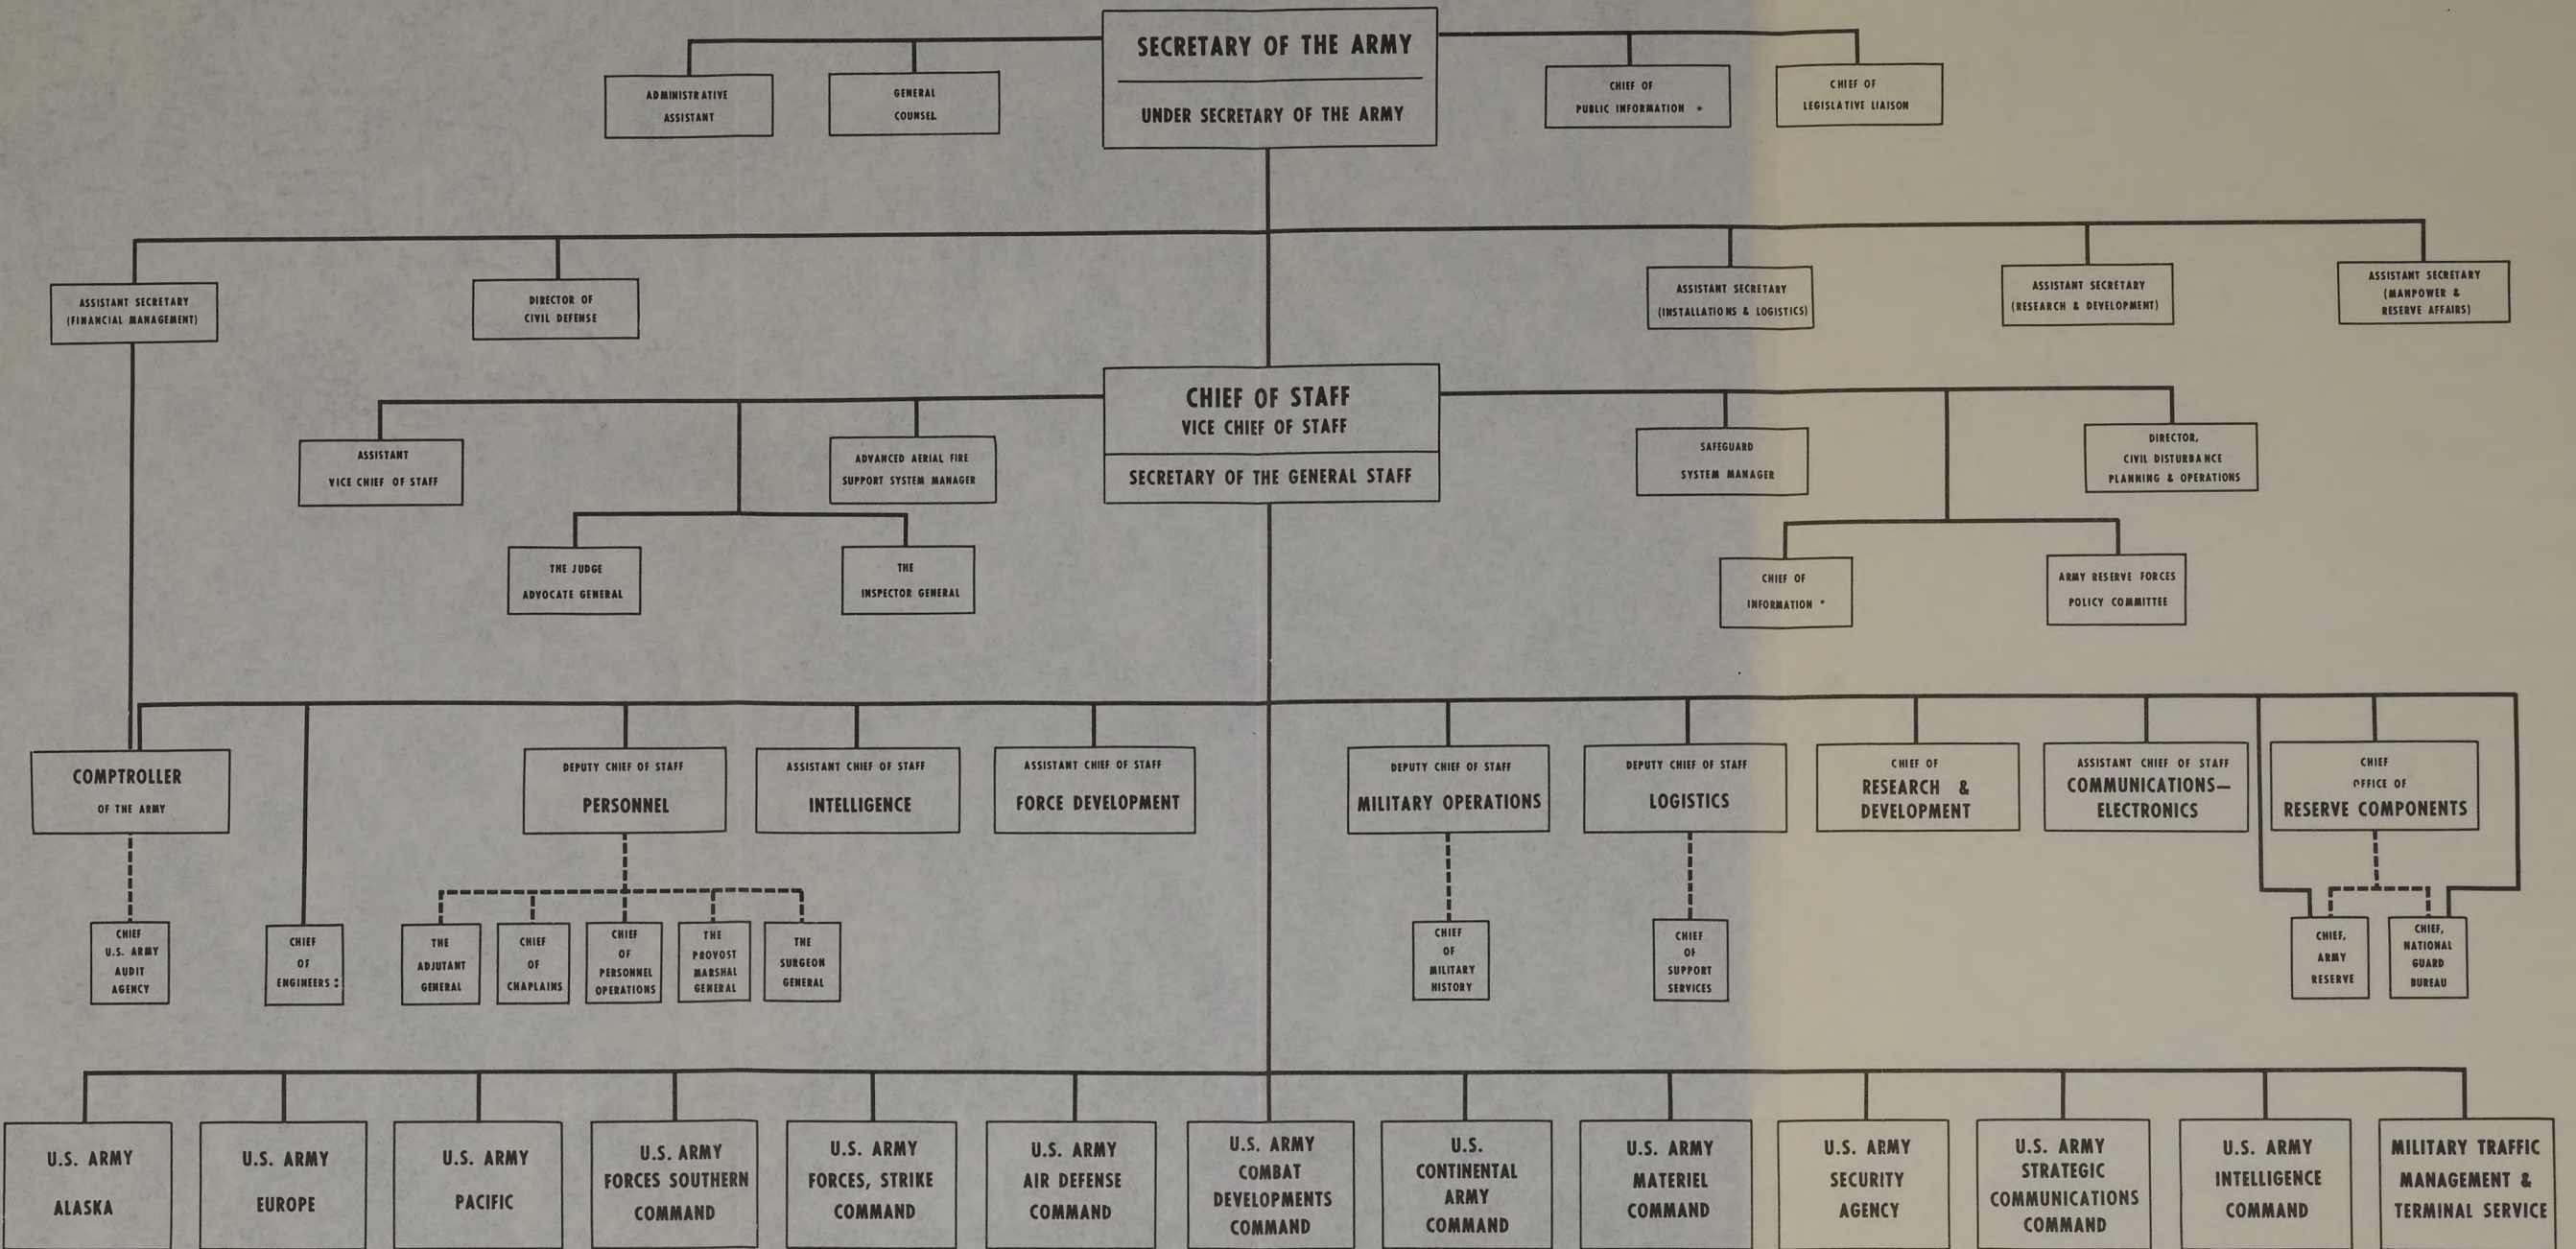 SECRETARY OF THE ARMY
UNDER SECRETARY OF THE ARMY
ADMINISTRATIVE
ASSISTANT
GENERAL
COUNSEL
CHIEF OF
PUBLIC INFORMATION *
CHIEF OF
LEGISLATIVE LIAISON
ASSISTANT SECRETARY
(FINANCIAL MANAGEMENT)
DIRECTOR OF
CIVIL DEFENSE
ASSISTANT SECRETARY
(INSTALLATIONS & LOGISTICS)
ASSISTANT SECRETARY
(RESEARCH & DEVELOPMENT)
ASSISTANT SECRETARY
(MANPOWER &
RESERVE AFFAIRS)
CHIEF OF STAFF
VICE CHIEF OF STAFF
SECRETARY OF THE GENERAL STAFF
ASSISTANT
VICE CHIEF OF STAFF
ADVANCED AERIAL FIRE
SUPPORT SYSTEM MANAGER
SAFEGUARD
SYSTEM MANAGER
DIRECTOR,
CIVIL DISTURBANCE
PLANNING & OPERATIONS
THE JUDGE
ADVOCATE GENERAL
THE
INSPECTOR GENERAL
CHIEF OF
INFORMATION *
ARMY RESERVE FORCES
POLICY COMMITTEE
COMPTROLLER
OF THE ARMY
DEPUTY CHIEF OF STAFF
PERSONNEL
ASSISTANT CHIEF OF STAFF
INTELLIGENCE
ASSISTANT CHIEF OF STAFF
FORCE DEVELOPMENT
DEPUTY CHIEF OF STAFF
MILITARY OPERATIONS
DEPUTY CHIEF OF STAFF
LOGISTICS
CHIEF OF
RESEARCH &
DEVELOPMENT
ASSISTANT CHIEF OF STAFF
COMMUNICATIONS—
ELECTRONICS
CHIEF
OFFICE OF
RESERVE COMPONENTS
CHIEF
U.S. ARMY
AUDIT
AGENCY
CHIEF
OF
ENGINEERS :
THE
ADJUTANT
GENERAL
CHIEF
OF
CHAPLAINS
CHIEF
OF
PERSONNEL
OPERATIONS
THE
PROVOST
MARSHAL
GENERAL
THE
SURGEON
GENERAL
CHIEF
OF
MILITARY
HISTORY
CHIEF
OF
SUPPORT
SERVICES
CHIEF,
ARMY
RESERVE
CHIEF,
NATIONAL
GUARD
BUREAU
U.S. ARMY
ALASKA
U.S. ARMY
EUROPE
U.S. ARMY
PACIFIC
U.S. ARMY
FORCES SOUTHERN
COMMAND
U.S. ARMY
FORCES, STRIKE
COMMAND
U.S. ARMY
AIR DEFENSE
COMMAND
U.S. ARMY
COMBAT
DEVELOPMENTS
COMMAND
U.S.
CONTINENTAL
ARMY
COMMAND
U.S. ARMY
MATERIEL
COMMAND
U.S. ARMY
SECURITY
AGENCY
U.S. ARMY
STRATEGIC
COMMUNICATIONS
COMMAND
U.S. ARMY
INTELLIGENCE
COMMAND
MILITARY TRAFFIC
MANAGEMENT &
TERMINAL SERVICE